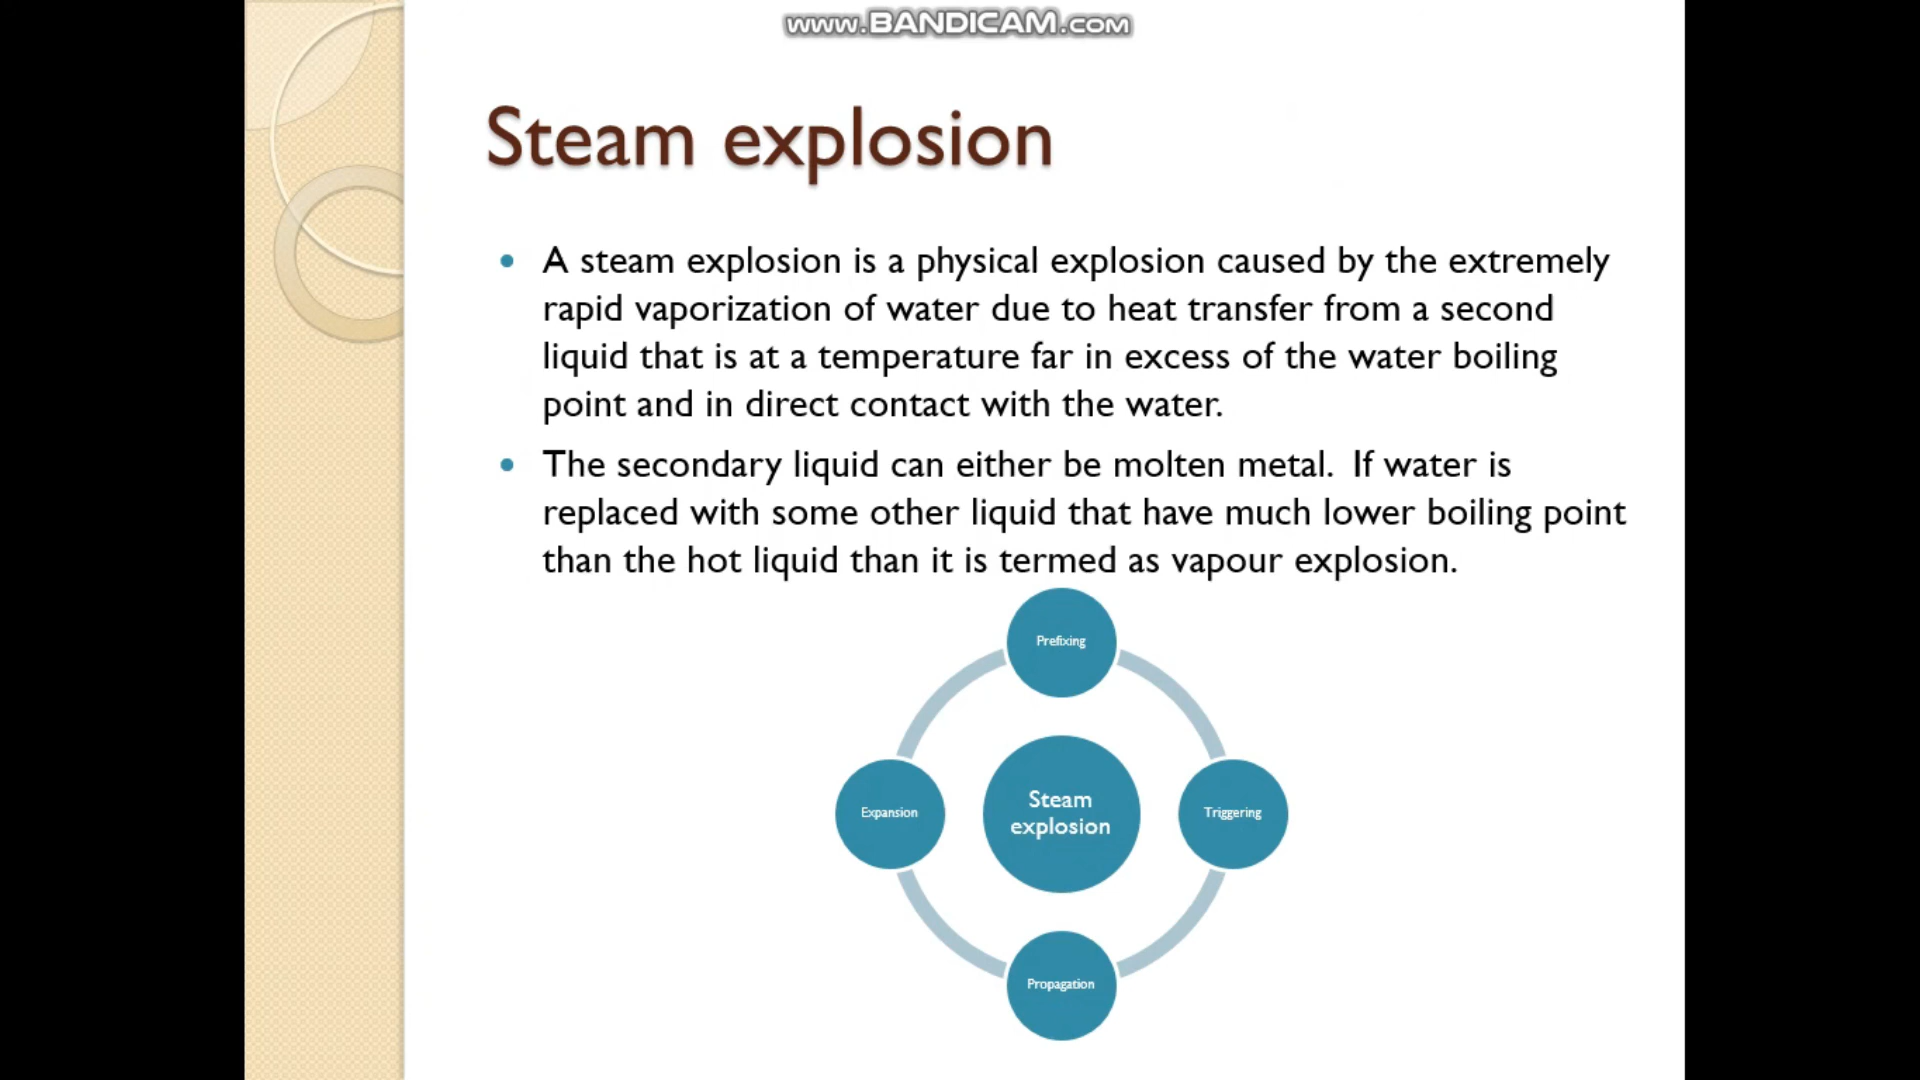 www.BANDICAM.com
Steam explosion
• A steam explosion is a physical explosion caused by the extremely
rapid vaporization of water due to heat transfer from a second
liquid that is at a temperature far in excess of the water boiling
point and in direct contact with the water.
• The secondary liquid can either be molten metal. If water is
replaced with some other liquid that have much lower boiling point
than the hot liquid than it is termed as vapour explosion.
Prefixing
Expansion
Steam
explosion
Triggering
Propagation